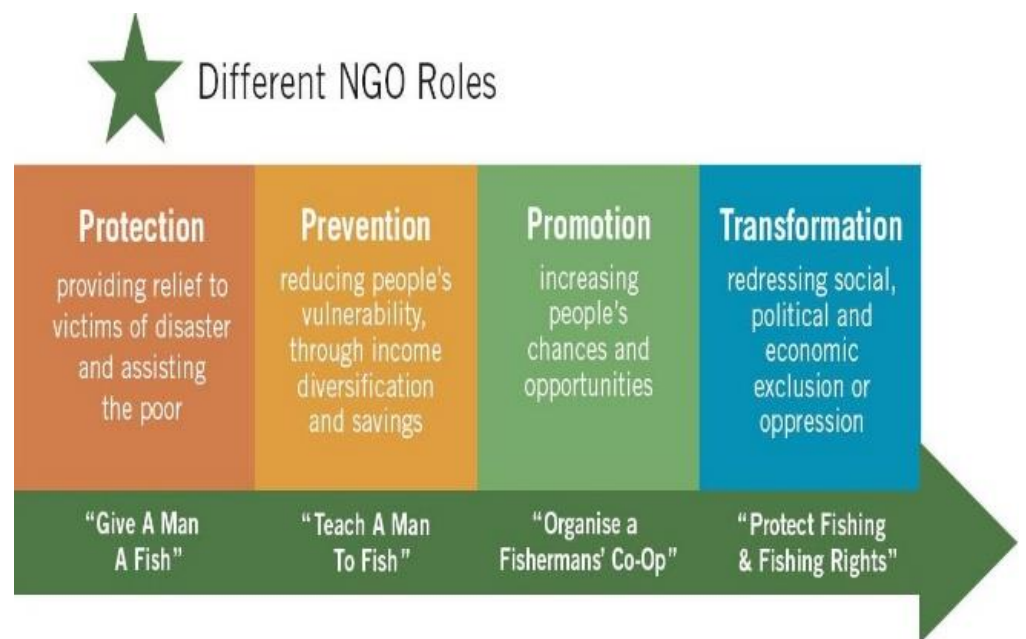 Different NGO Roles
Protection
providing relief to
victims of disaster
and assisting
the poor
Prevention
reducing people's
vulnerability,
through income
diversification
and savings
Promotion
increasing
people's
chances and
opportunities
Transformation
redressing social,
political and
economic
exclusion or
oppression
“Give A Man
A Fish”
“Teach A Man
To Fish”
“Organise a
Fishermans' Co-Op”
“Protect Fishing
& Fishing Rights”